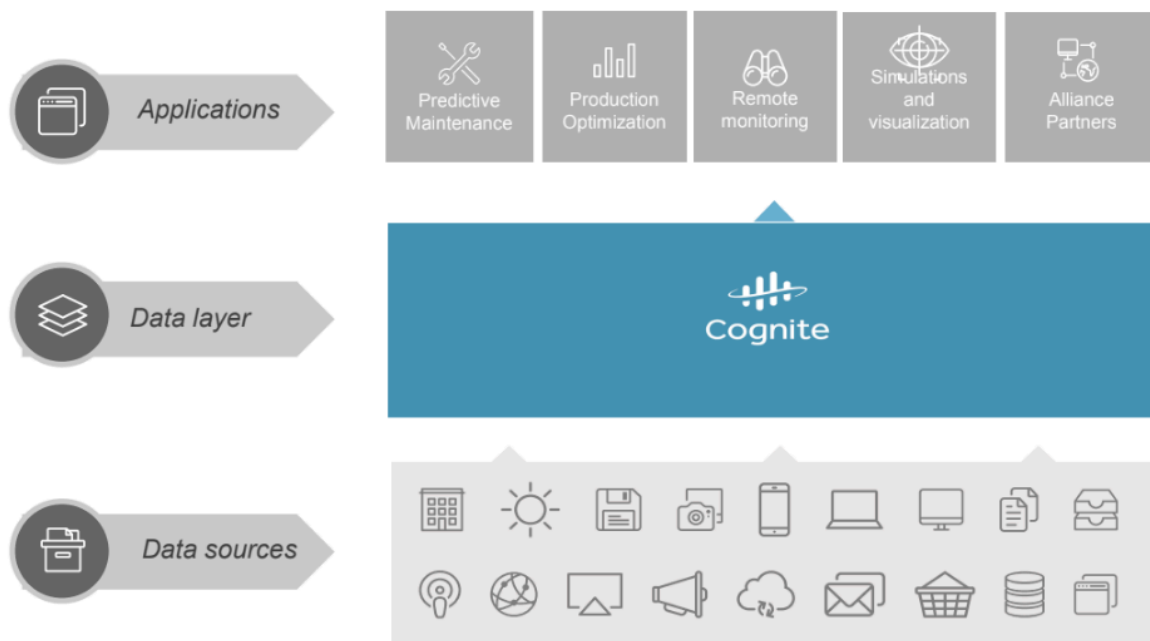 Applications
Predictive
Maintenance
Production
Optimization
Remote
monitoring
Simulations
and
visualization
Alliance
Partners
Data layer
Cognite
Data sources